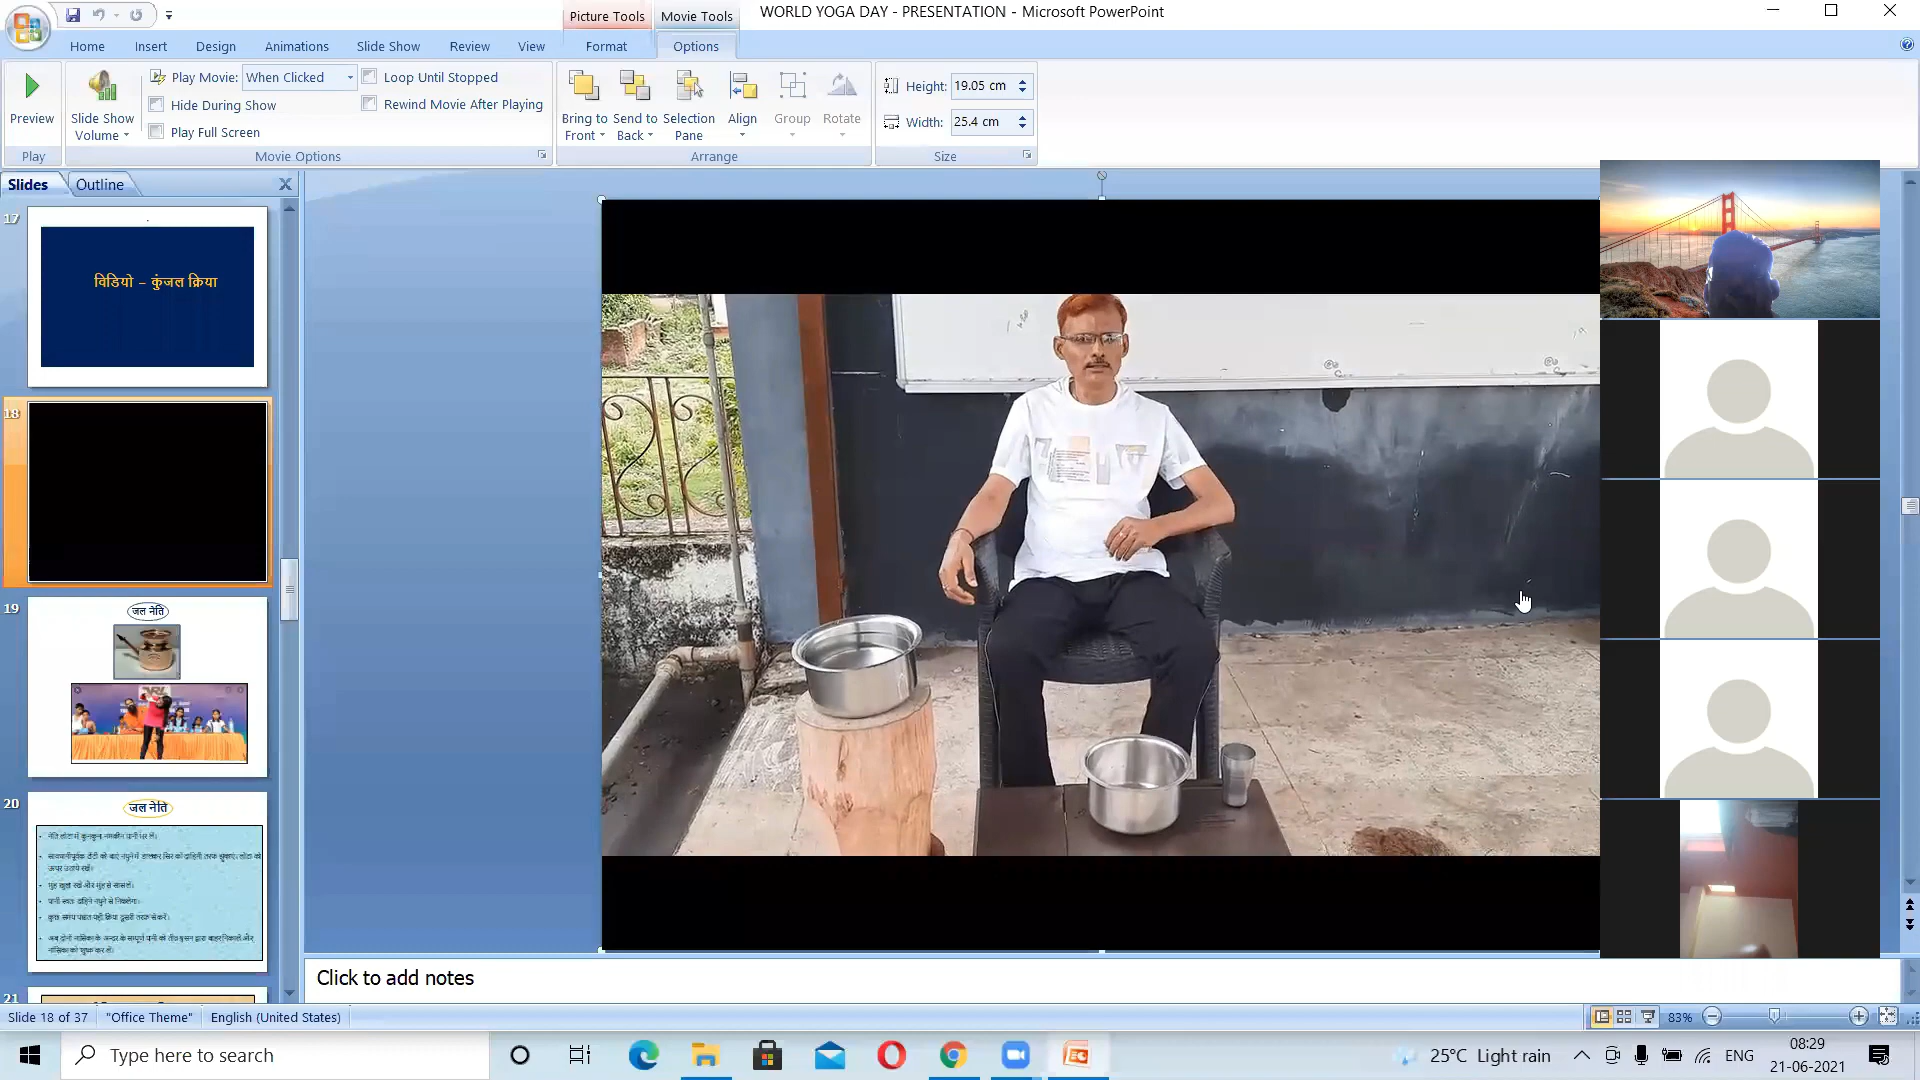 WORLD YOGA DAY - PRESENTATION - Microsoft PowerPoint
Picture Tools
Movie Tools
Home
Insert
Design
Animations
Slide Show
Review
View
Format
Options
Preview
Play
Slide Show Volume
Play Movie: When Clicked
Hide During Show
Play Full Screen
Loop Until Stopped
Rewind Movie After Playing
Movie Options
Bring to Front
Send to Back
Selection Pane
Align
Group
Rotate
Arrange
Height: 19.05 cm
Width: 25.4 cm
Size
Slides
Outline
17
विडियो – कुंजल क्रिया
18
19
जल नेति
20
जल नेति
21
Click to add notes
Slide 18 of 37
"Office Theme"
English (United States)
83%
Type here to search
25°C Light rain
ENG
08:29
21-06-2021